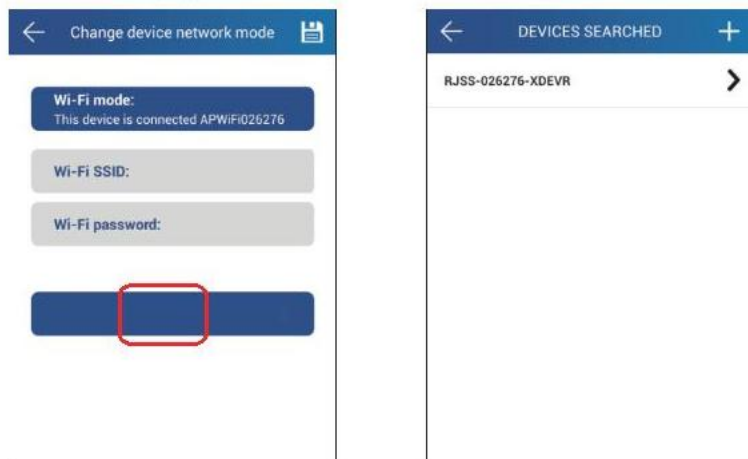 Change device network mode
Wi-Fi mode:
This device is connected APWiFi026276
Wi-Fi SSID:
Wi-Fi password:
DEVICES SEARCHED
RJSS-026276-XDEVR